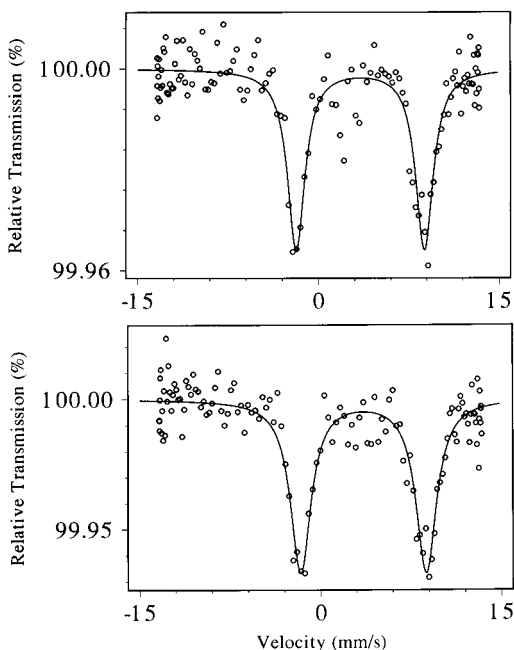 Relative Transmission (%)
100.00
99.96
-15 0 15
Relative Transmission (%)
100.00
99.95
-15 0 15
Velocity (mm/s)